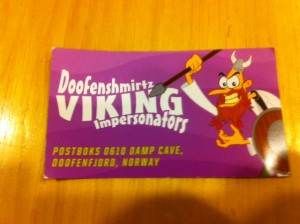 Doofenshmirtz
VIKING
Impersonators
POSTBOKS 0610 DAMP CAVE,
DOOFENFJORD, NORWAY